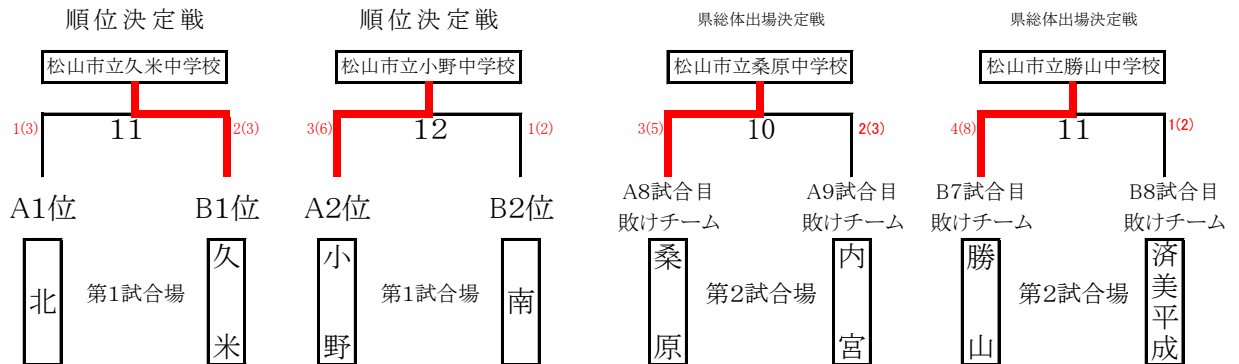 順位決定戦
順位決定戦
県総体出場決定戦
県総体出場決定戦
松山市立久米中学校
松山市立小野中学校
松山市立桑原中学校
松山市立勝山中学校
1(3)
11
2(3)
3(6)
12
1(2)
3(5)
10
2(3)
4(8)
11
1(2)
A1位
B1位
A2位
B2位
A8試合目
敗けチーム
A9試合目
敗けチーム
B7試合目
敗けチーム
B8試合目
敗けチーム
北
第1試合場
久米
小野
第1試合場
南
桑原
第2試合場
内宮
勝山
第2試合場
済美平成